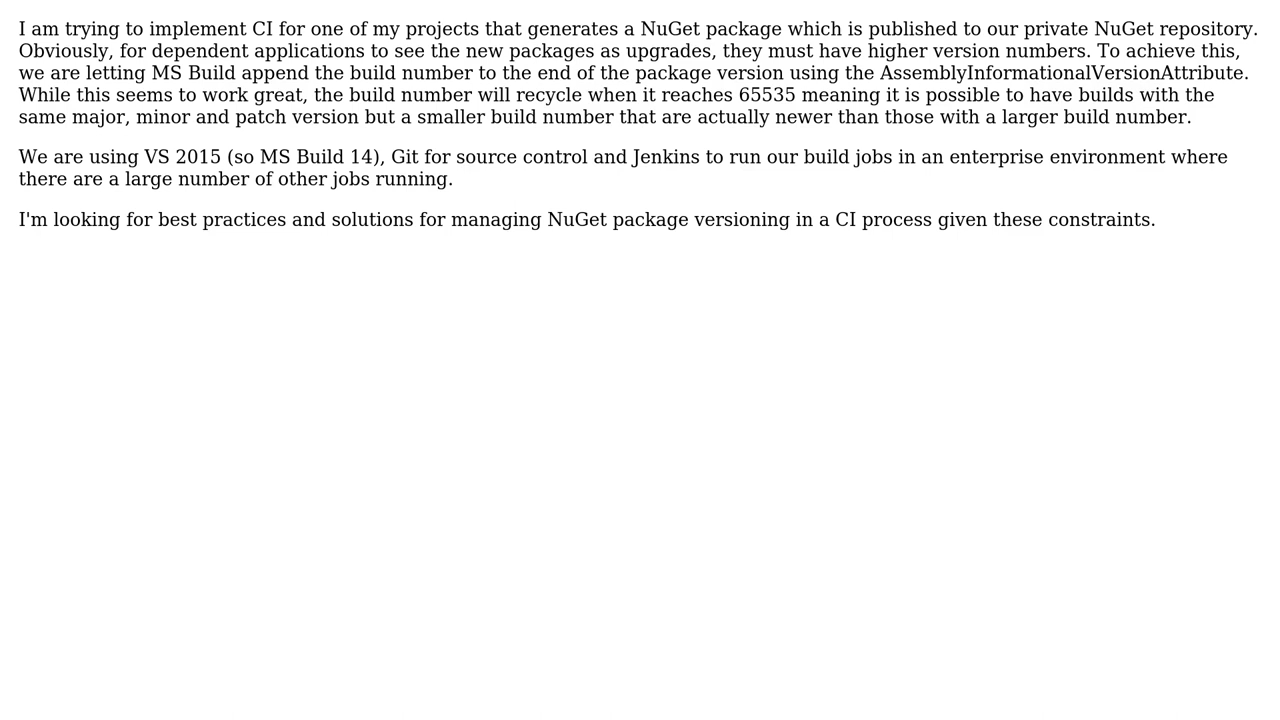 I am trying to implement CI for one of my projects that generates a NuGet package which is published to our private NuGet repository.
Obviously, for dependent applications to see the new packages as upgrades, they must have higher version numbers. To achieve this,
we are letting MS Build append the build number to the end of the package version using the AssemblyInformationalVersionAttribute.
While this seems to work great, the build number will recycle when it reaches 65535 meaning it is possible to have builds with the
same major, minor and patch version but a smaller build number that are actually newer than those with a larger build number.
We are using VS 2015 (so MS Build 14), Git for source control and Jenkins to run our build jobs in an enterprise environment where
there are a large number of other jobs running.
I'm looking for best practices and solutions for managing NuGet package versioning in a CI process given these constraints.